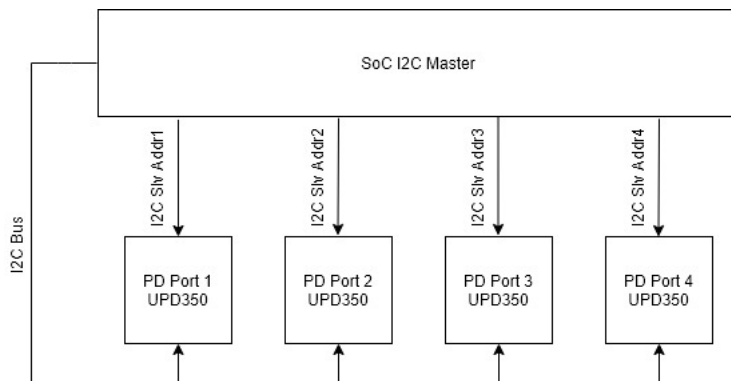 SoC I2C Master
I2C Slv Addr1
I2C Slv Addr2
I2C Slv Addr3
I2C Slv Addr4
I2C Bus
PD Port 1
UPD350
PD Port 2
UPD350
PD Port 3
UPD350
PD Port 4
UPD350